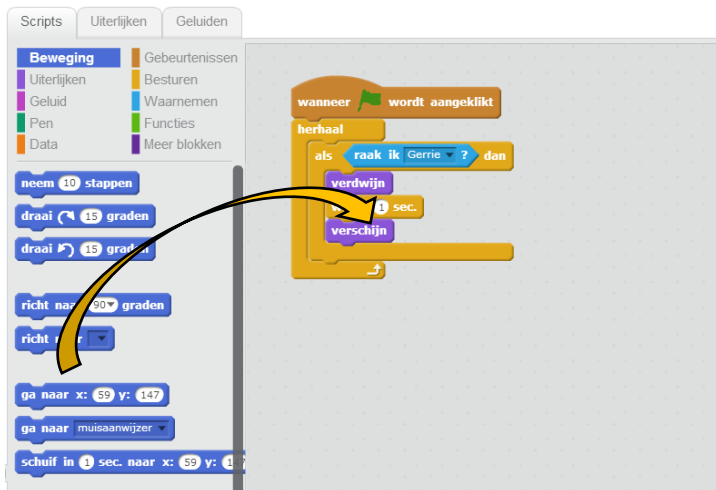 Scripts Uiterlijken Geluiden
Beweging Gebeurtenissen
Uiterlijken Besturen
Geluid Waarnemen
Pen Functies
Data Meer blokken
neem 10 stappen
draai 15 graden
draai 15 graden
richt naar 90 graden
richt naar
ga naar x: 59 y: 147
ga naar muisaanwijzer
schuif in 1 sec. naar x: 59 y:
wanneer wordt aangeklikt
herhaal
als raak ik Gerrie ? dan
verdwijn
1 sec.
verschijn